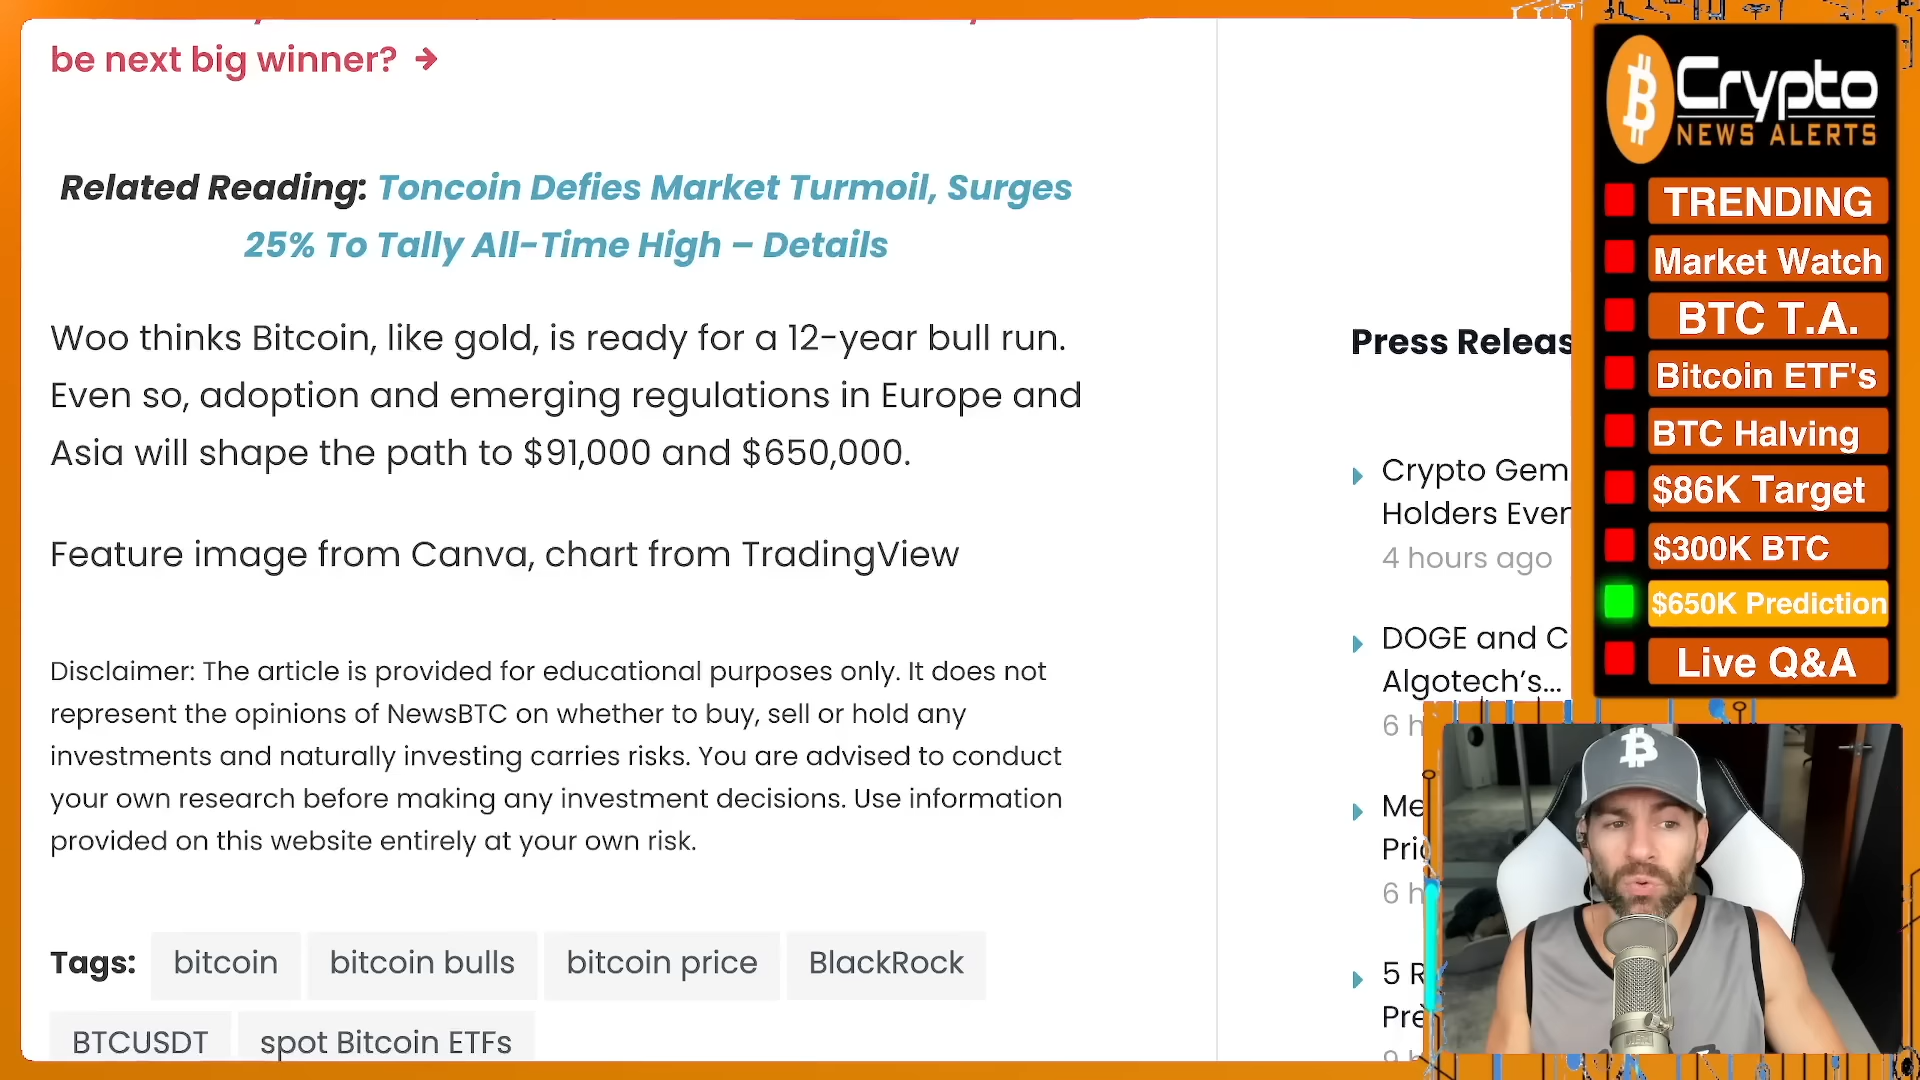 be next big winner? →
Related Reading: Toncoin Defies Market Turmoil, Surges
25% To Tally All-Time High – Details
Woo thinks Bitcoin, like gold, is ready for a 12-year bull run.
Even so, adoption and emerging regulations in Europe and
Asia will shape the path to $91,000 and $650,000.
Feature image from Canva, chart from TradingView
Disclaimer: The article is provided for educational purposes only. It does not
represent the opinions of NewsBTC on whether to buy, sell or hold any
investments and naturally investing carries risks. You are advised to conduct
your own research before making any investment decisions. Use information
provided on this website entirely at your own risk.
Tags: bitcoin bitcoin bulls bitcoin price BlackRock
BTCUSDT spot Bitcoin ETFs
Press Releas
Crypto Gem
Holders Ever
4 hours ago
DOGE and C
Algotech's...
6 h
Me
Pric
6 h
5 R
Pre
Crypto
NEWS ALERTS
TRENDING
Market Watch
BTC T.A.
Bitcoin ETF's
BTC Halving
$86K Target
$300K BTC
$650K Prediction
Live Q&A